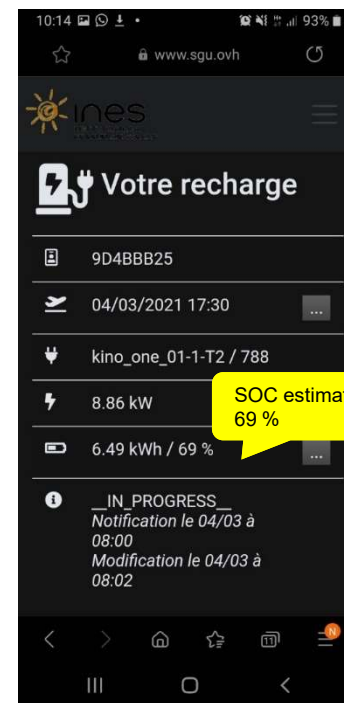 10:14 93%
www.sgu.ovh
ines
Votre recharge
9D4BBB25
04/03/2021 17:30 ...
kino_one_01-1-T2 / 788
8.86 kW
SOC estimat
69 %
6.49 kWh / 69 % ...
__IN_PROGRESS__
Notification le 04/03 à
08:00
Modification le 04/03 à
08:02
11 N